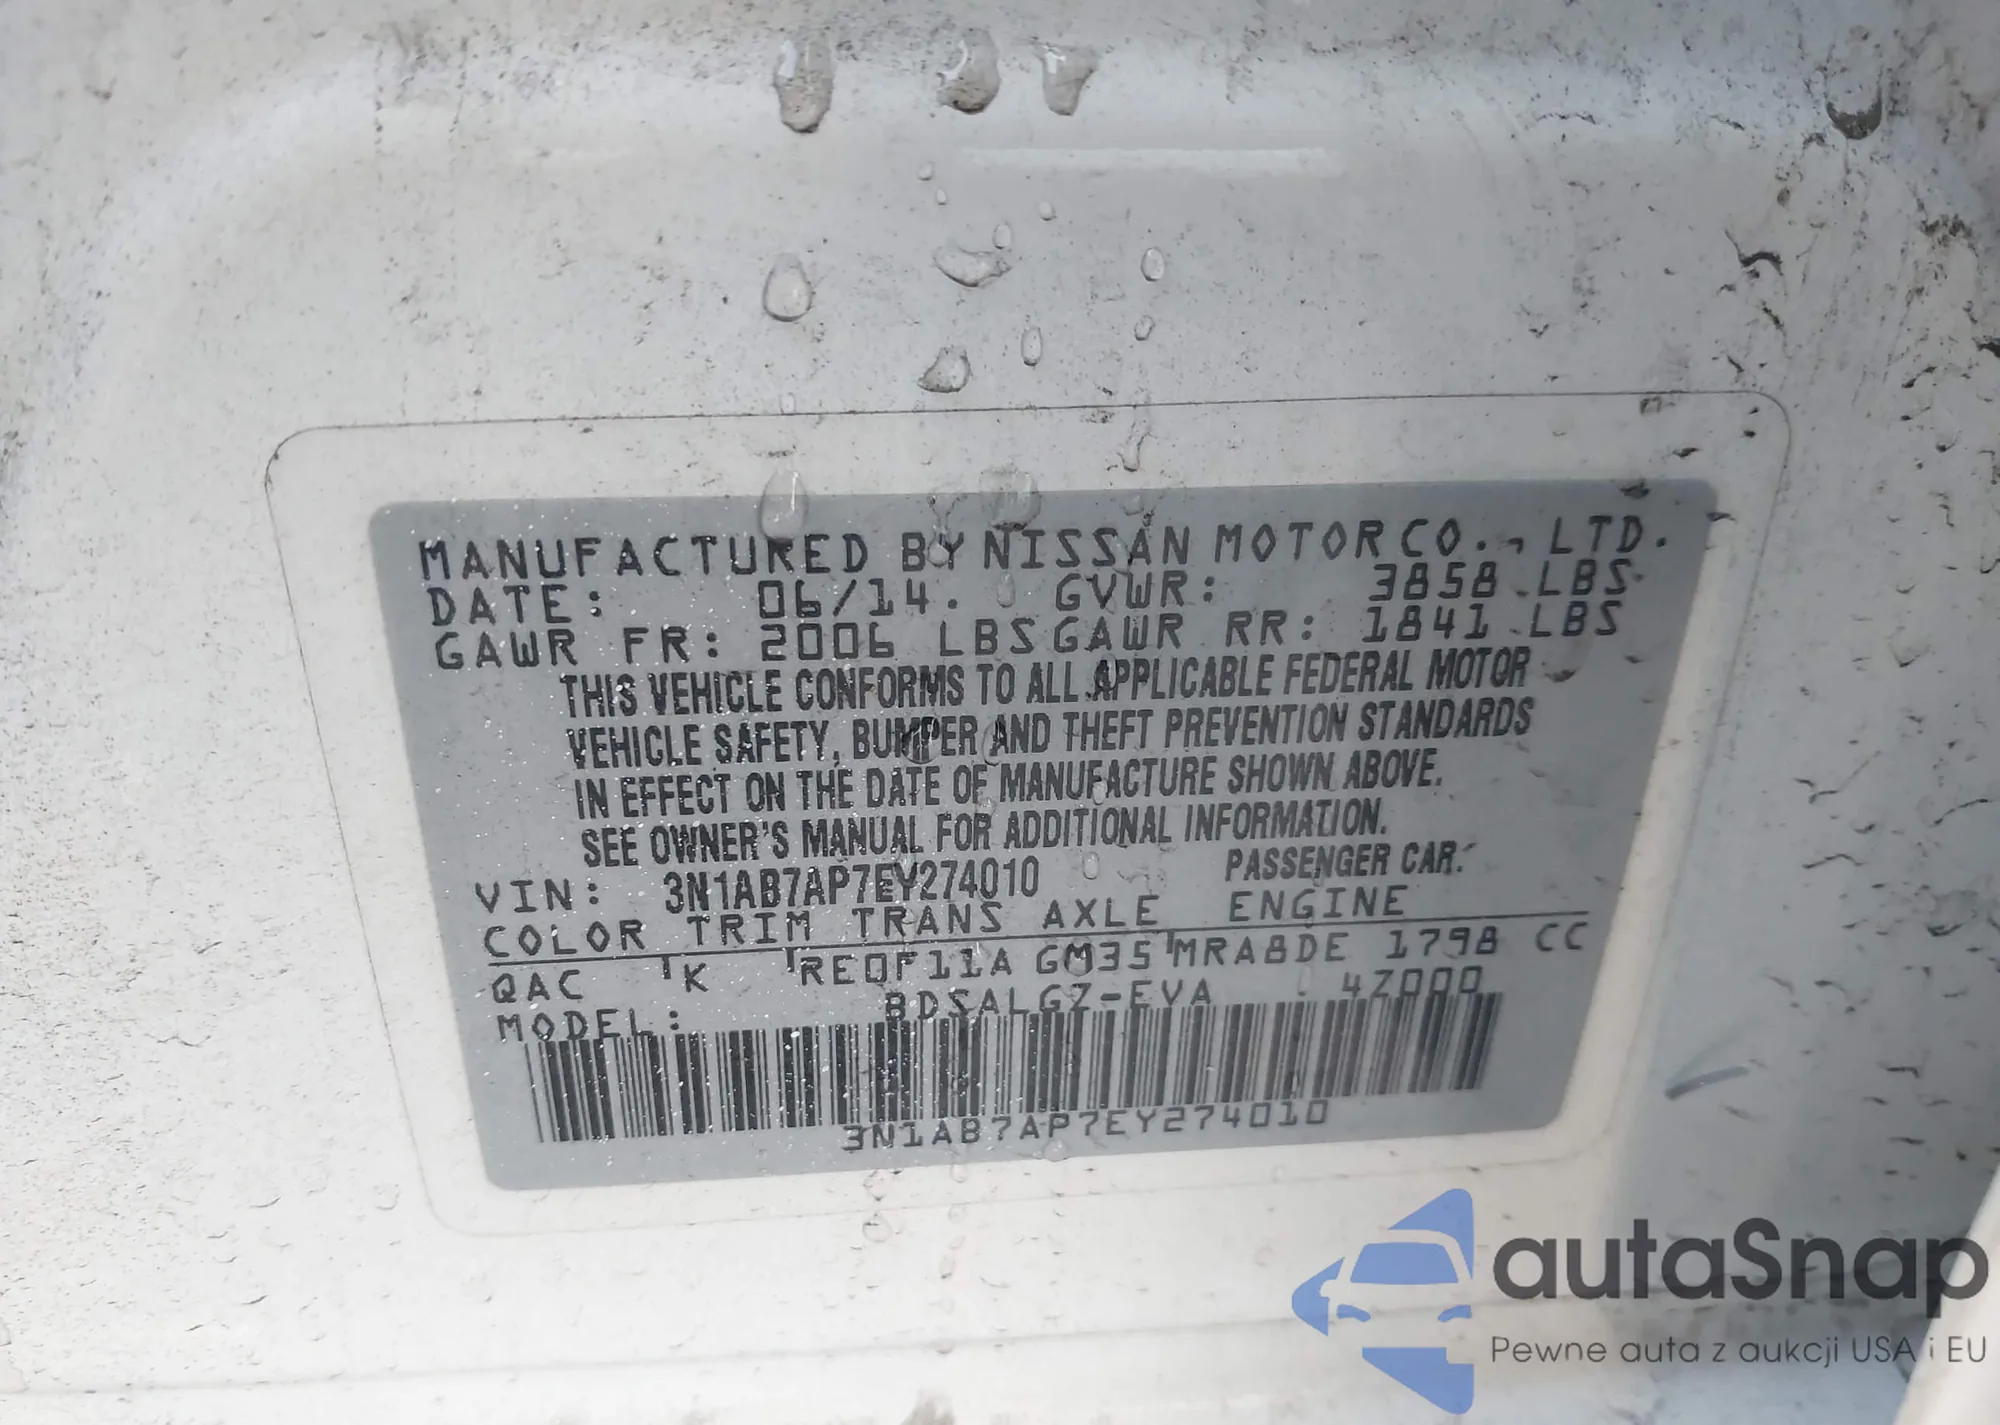 MANUFACTURED BY NISSAN MOTOR CO., LTD.
DATE: 06/14. GVWR: 3858 LBS
GAWR FR: 2006 LBS GAWR RR: 1841 LBS
THIS VEHICLE CONFORMS TO ALL APPLICABLE FEDERAL MOTOR
VEHICLE SAFETY, BUMPER AND THEFT PREVENTION STANDARDS
IN EFFECT ON THE DATE OF MANUFACTURE SHOWN ABOVE.
SEE OWNER'S MANUAL FOR ADDITIONAL INFORMATION.
VIN: 3N1AB7AP7EY274010 PASSENGER CAR.
COLOR TRIM TRANS AXLE ENGINE
QAC K RE0F11A GM35 MRA8DE 1798 CC
MODEL: BDSALGZ-EVA 4Z000
3N1AB7AP7EY274010
autaSnap
Pewne auta z aukcji USA i EU